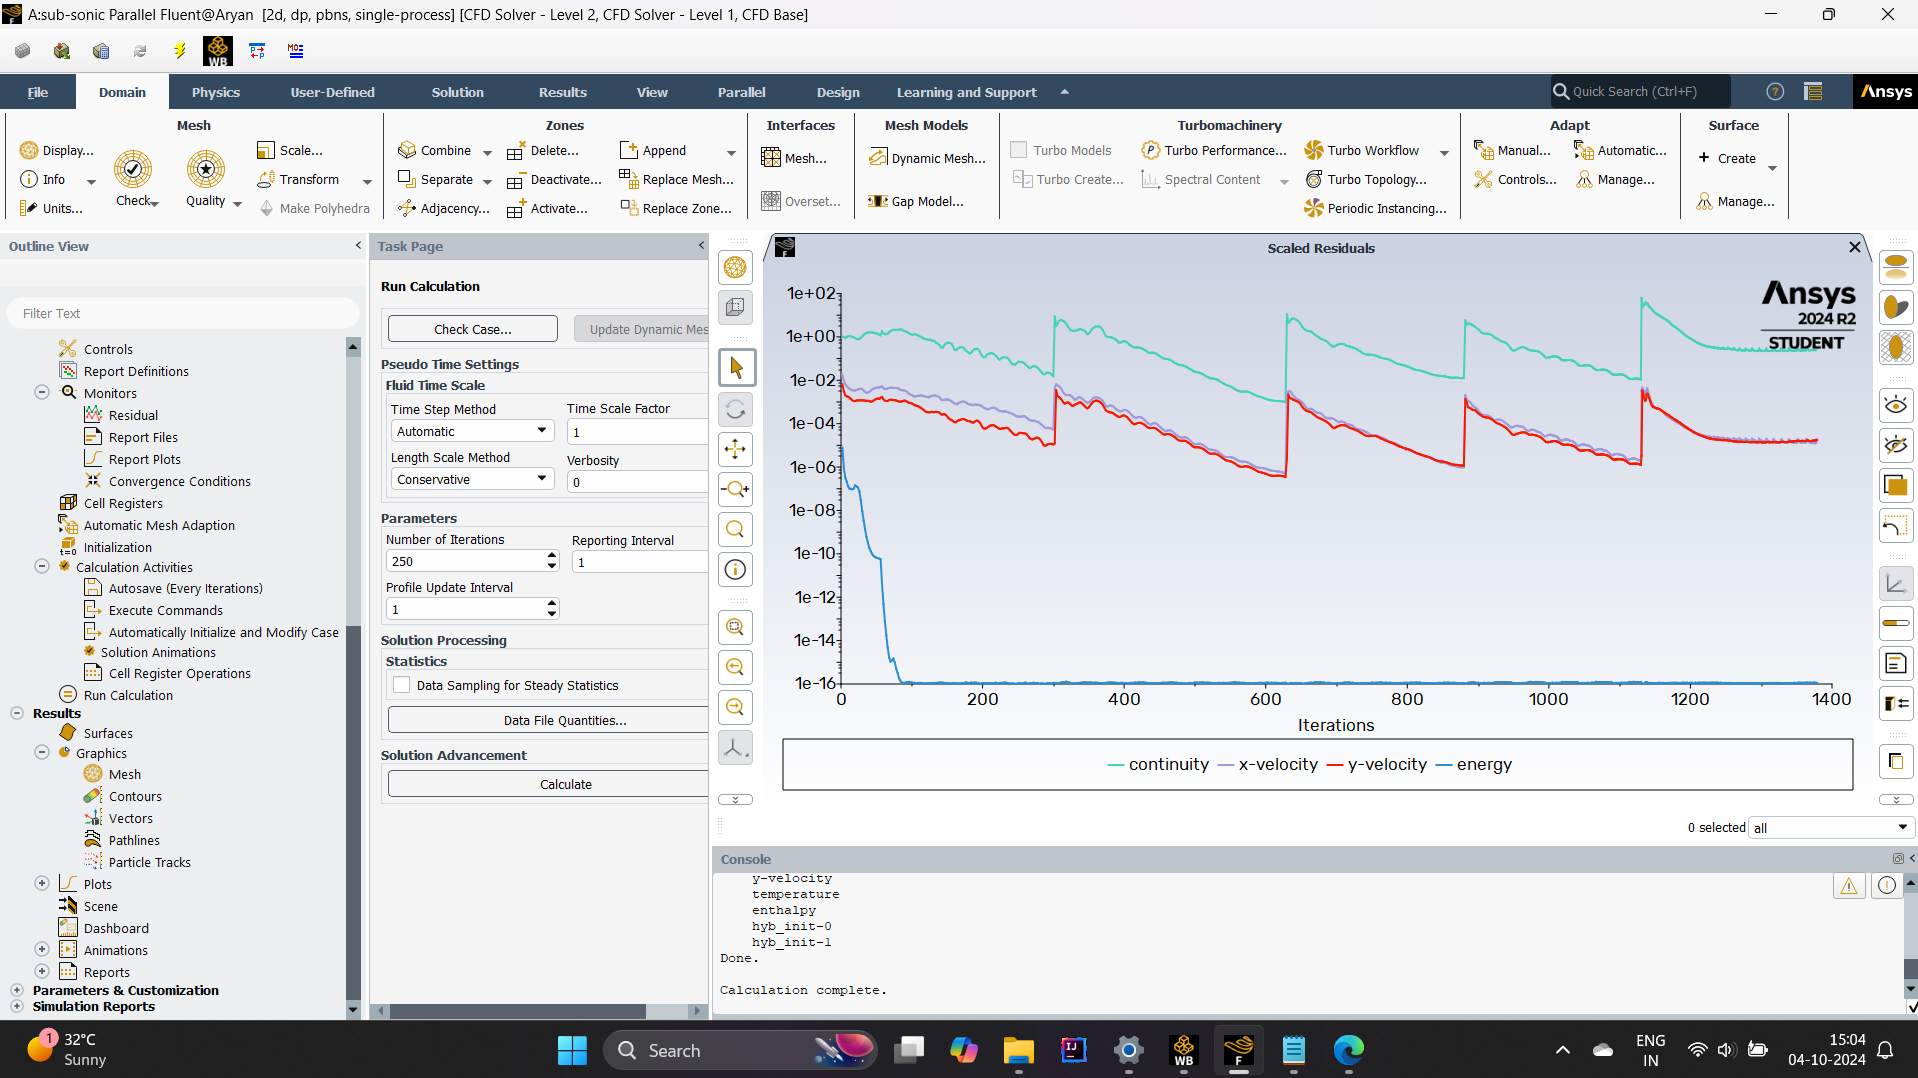 A:sub-sonic Parallel Fluent@Aryan [2d, dp, pbns, single-process] [CFD Solver - Level 2, CFD Solver - Level 1, CFD Base]
WB
File Domain Physics User-Defined Solution Results View Parallel Design Learning and Support Quick Search (Ctrl+F) Ansys
Mesh Zones Interfaces Mesh Models Turbomachinery Adapt Surface
Display... Scale... Combine Delete... Append Mesh... Dynamic Mesh... Turbo Models Turbo Performance... Turbo Workflow Manual... Automatic... Create
Info Check Quality Transform Separate Deactivate... Replace Mesh... Turbo Create... Spectral Content Turbo Topology... Controls... Manage...
Units... Make Polyhedra Adjacency... Activate... Replace Zone... Overset... Gap Model... Periodic Instancing... Manage...
Outline View
Filter Text
Controls
Report Definitions
Monitors
Residual
Report Files
Report Plots
Convergence Conditions
Cell Registers
Automatic Mesh Adaption
Initialization
Calculation Activities
Autosave (Every Iterations)
Execute Commands
Automatically Initialize and Modify Case
Solution Animations
Cell Register Operations
Run Calculation
Results
Surfaces
Graphics
Mesh
Contours
Vectors
Pathlines
Particle Tracks
Plots
Scene
Dashboard
Animations
Reports
Parameters & Customization
Simulation Reports
Task Page
Run Calculation
Check Case... Update Dynamic Mes
Pseudo Time Settings
Fluid Time Scale
Time Step Method Time Scale Factor
Automatic 1
Length Scale Method Verbosity
Conservative 0
Parameters
Number of Iterations Reporting Interval
250 1
Profile Update Interval
1
Solution Processing
Statistics
Data Sampling for Steady Statistics
Data File Quantities...
Solution Advancement
Calculate
Scaled Residuals
Ansys
2024 R2
STUDENT
1e+02
1e+00
1e-02
1e-04
1e-06
1e-08
1e-10
1e-12
1e-14
1e-16
0 200 400 600 800 1000 1200 1400
Iterations
continuity x-velocity y-velocity energy
0 selected all
Console
y-velocity
temperature
enthalpy
hyb_init-0
hyb_init-1
Done.
Calculation complete.
1 32°C
Sunny
Search
IJ
WB
F
ENG
IN
15:04
04-10-2024